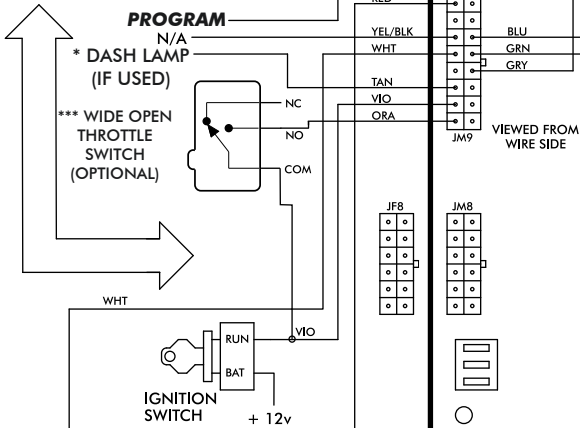 RED
PROGRAM
N/A
YEL/BLK
BLU
* DASH LAMP
(IF USED)
WHT
GRN
GRY
TAN
VIO
ORA
NC
NO
COM
*** WIDE OPEN
THROTTLE
SWITCH
(OPTIONAL)
JM9
VIEWED FROM
WIRE SIDE
JF8
JM8
WHT
RUN
VIO
BAT
IGNITION
SWITCH
+ 12v